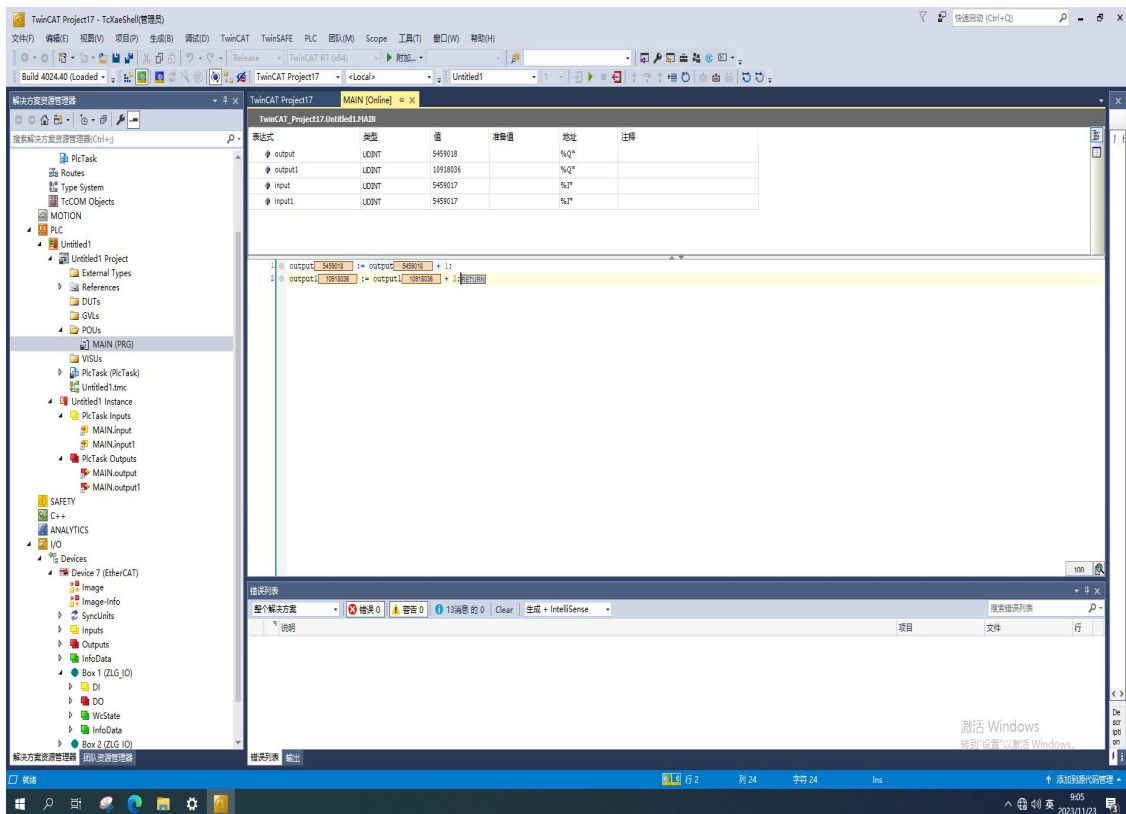 TwinCAT Project17 - TcXaeShell(管理员)
快速启动 (Ctrl+Q)
文件(F) 编辑(E) 视图(V) 项目(P) 生成(B) 调试(D) TwinCAT TwinSAFE PLC 团队(M) Scope 工具(T) 窗口(W) 帮助(H)
Release TwinCAT RT (x64) 附加...
Build 4024.40 (Loaded TwinCAT Project17 <Local> Untitled1 1
解决方案资源管理器
搜索解决方案资源管理器(Ctrl+;)
PlcTask
Routes
Type System
TcCOM Objects
MOTION
PLC
Untitled1
Untitled1 Project
External Types
References
DUTs
GVLs
POUs
MAIN (PRG)
VISUs
PlcTask (PlcTask)
Untitled1.tmc
Untitled1 Instance
PlcTask Inputs
MAIN.input
MAIN.input1
PlcTask Outputs
MAIN.output
MAIN.output1
SAFETY
C++
ANALYTICS
I/O
Devices
Device 7 (EtherCAT)
Image
Image-Info
SyncUnits
Inputs
Outputs
InfoData
Box 1 (ZLG_IO)
DI
DO
WcState
InfoData
Box 2 (ZLG IO)
解决方案资源管理器 团队资源管理器
TwinCAT Project17 MAIN [Online]
TwinCAT_Project17.Untitled1.MAIN
表达式 类型 值 准备值 地址 注释
output UDINT 5459018 %Q*
output1 UDINT 10918036 %Q*
input UDINT 5459017 %I*
input1 UDINT 5459017 %I*
1 output 5459018 := output 5459018 + 1;
2 output1 10918036 := output1 10918036 + 2;RETURN
100
错误列表
整个解决方案 错误 0 警告 0 13消息 的 0 Clear 生成 + IntelliSense 搜索错误列表
说明 项目 文件 行
De
scr
ipti
on
激活 Windows
转到"设置"以激活 Windows。
错误列表 输出
就绪 行 2 列 24 字符 24 Ins 添加到源代码管理
英 9:05
2023/11/23